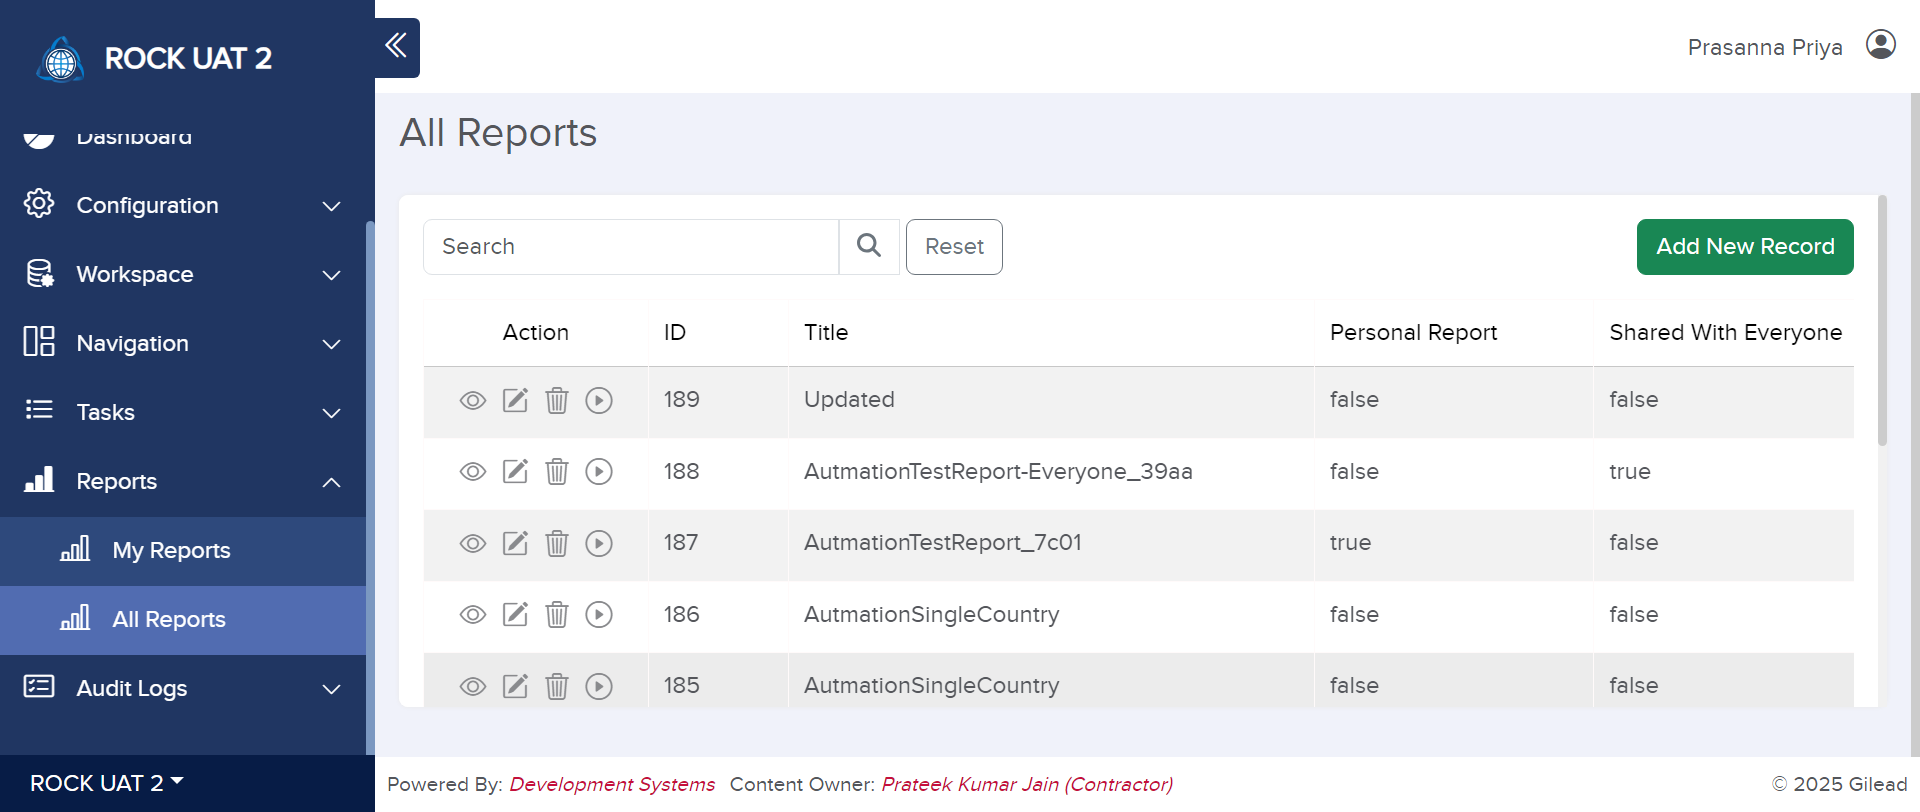 ROCK UAT 2
Prasanna Priya
Dashboard
Configuration
Workspace
Navigation
Tasks
Reports
My Reports
All Reports
Audit Logs
ROCK UAT 2
All Reports
Search
Reset
Add New Record
Action ID Title Personal Report Shared With Everyone
189 Updated false false
188 AutmationTestReport-Everyone_39aa false true
187 AutmationTestReport_7c01 true false
186 AutmationSingleCountry false false
185 AutmationSingleCountry false false
Powered By: Development Systems Content Owner: Prateek Kumar Jain (Contractor)
© 2025 Gilead